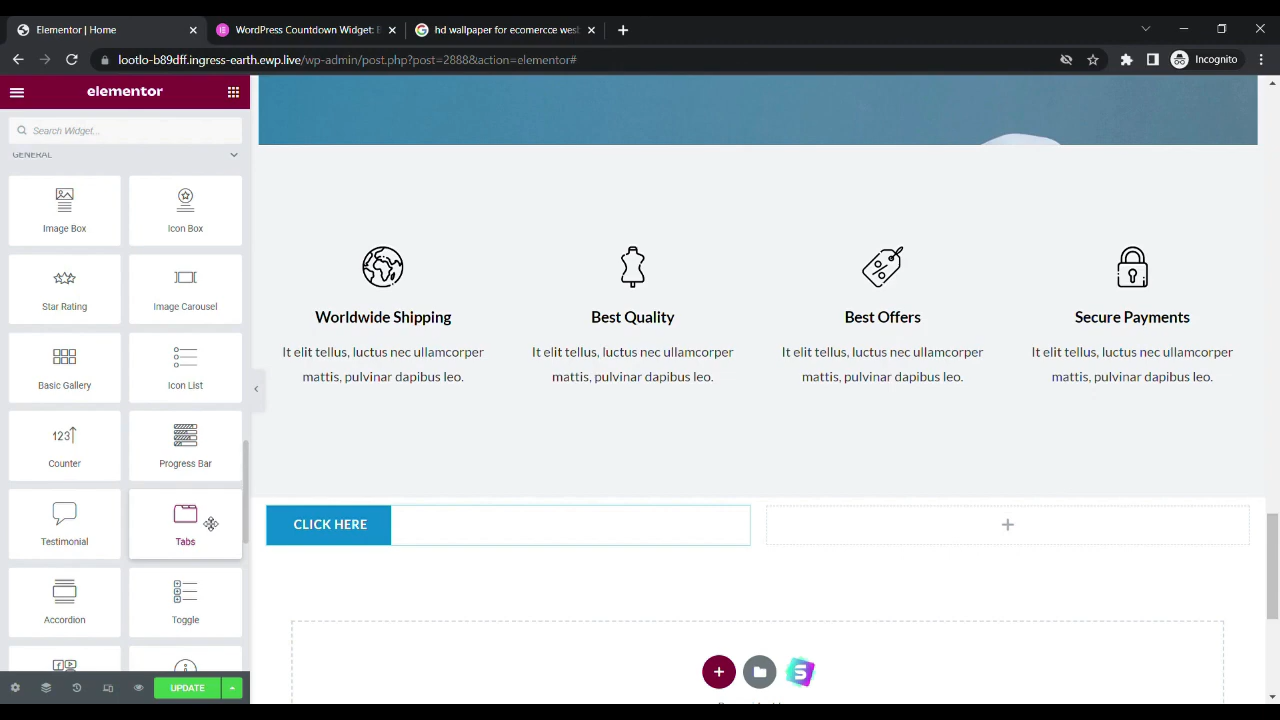 Elementor | Home
WordPress Countdown Widget: E
hd wallpaper for ecomercce west
lootlo-b89dff.ingress-earth.ewp.live/wp-admin/post.php?post=2888&action=elementor#
Incognito
elementor
Search Widget...
GENERAL
Image Box
Icon Box
Star Rating
Image Carousel
Basic Gallery
Icon List
123
Counter
Progress Bar
Testimonial
Tabs
Accordion
Toggle
UPDATE
Worldwide Shipping
It elit tellus, luctus nec ullamcorper
mattis, pulvinar dapibus leo.
Best Quality
It elit tellus, luctus nec ullamcorper
mattis, pulvinar dapibus leo.
Best Offers
It elit tellus, luctus nec ullamcorper
mattis, pulvinar dapibus leo.
Secure Payments
It elit tellus, luctus nec ullamcorper
mattis, pulvinar dapibus leo.
CLICK HERE